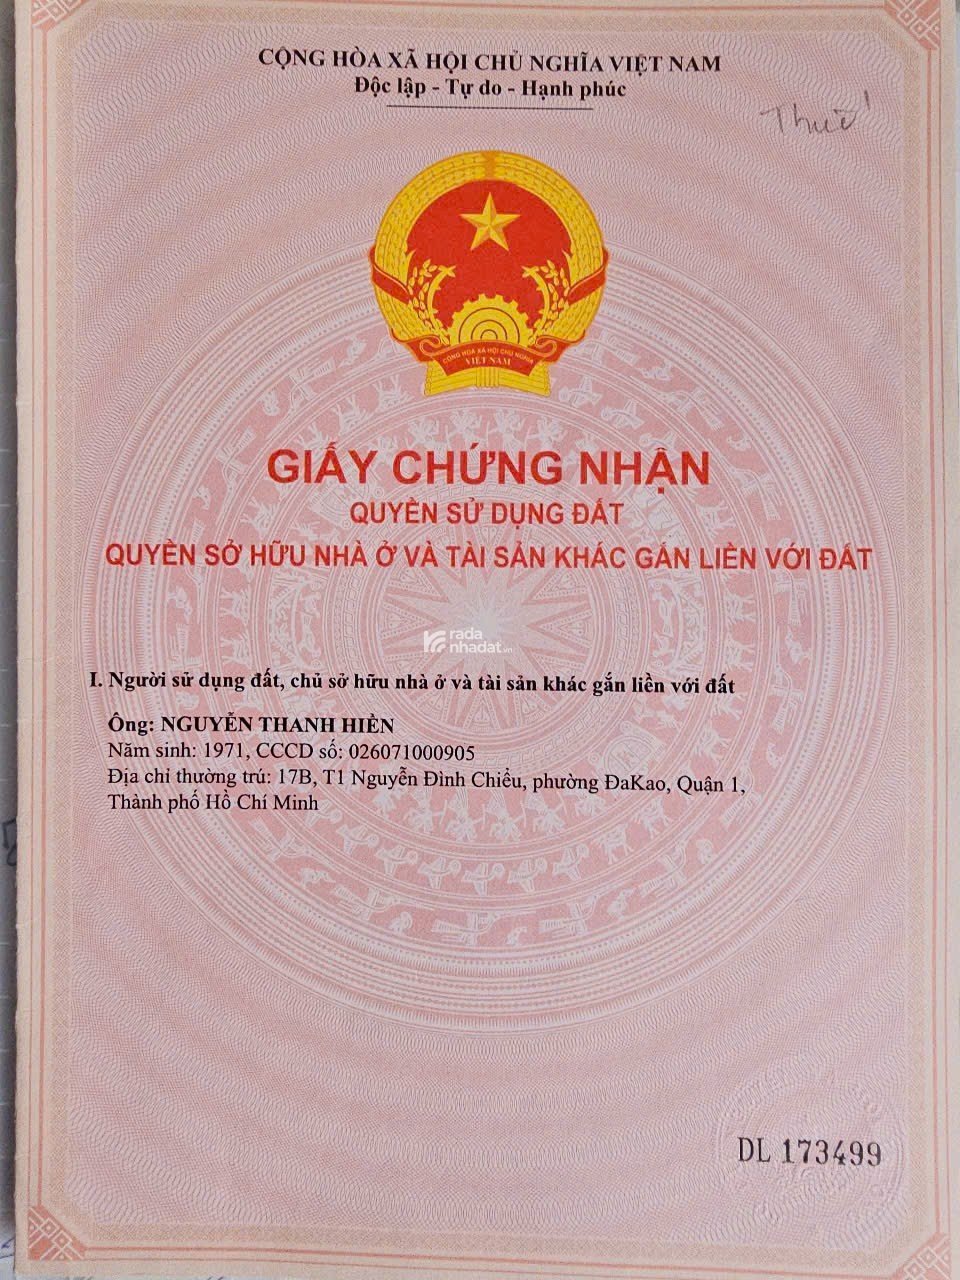 CỘNG HÒA XÃ HỘI CHỦ NGHĨA VIỆT NAM
Độc lập - Tự do - Hạnh phúc
CỘNG HÒA XÃ HỘI CHỦ NGHĨA
VIỆT NAM
GIẤY CHỨNG NHẬN
QUYỀN SỬ DỤNG ĐẤT
QUYỀN SỞ HỮU NHÀ Ở VÀ TÀI SẢN KHÁC GẮN LIỀN VỚI ĐẤT
rada
nhadat.vn
I. Người sử dụng đất, chủ sở hữu nhà ở và tài sản khác gắn liền với đất
Ông: NGUYỄN THANH HIỀN
Năm sinh: 1971, CCCD số: 026071000905
Địa chỉ thường trú: 17B, T1 Nguyễn Đình Chiểu, phường ĐaKao, Quận 1,
Thành phố Hồ Chí Minh
DL 173499